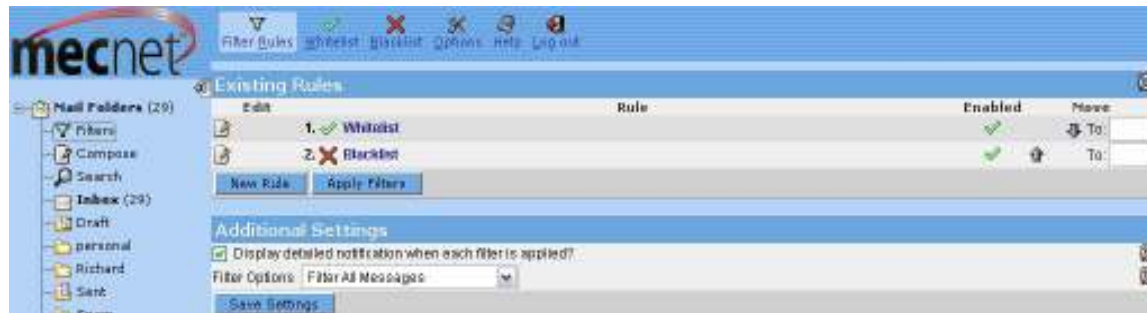 mecnet
Filter Rules Whitelist Blacklist Options Help Log out
Existing Rules
Mail Folders (29)
Edit Rule Enabled Move
Filters
1. Whitelist To:
Compose
2. Blacklist To:
Search
New Rule Apply Filters
Inbox (29)
Draft
Additional Settings
personal
Display detailed notification when each filter is applied?
Richard
Filter Options: Filter All Messages
Sent
Save Settings